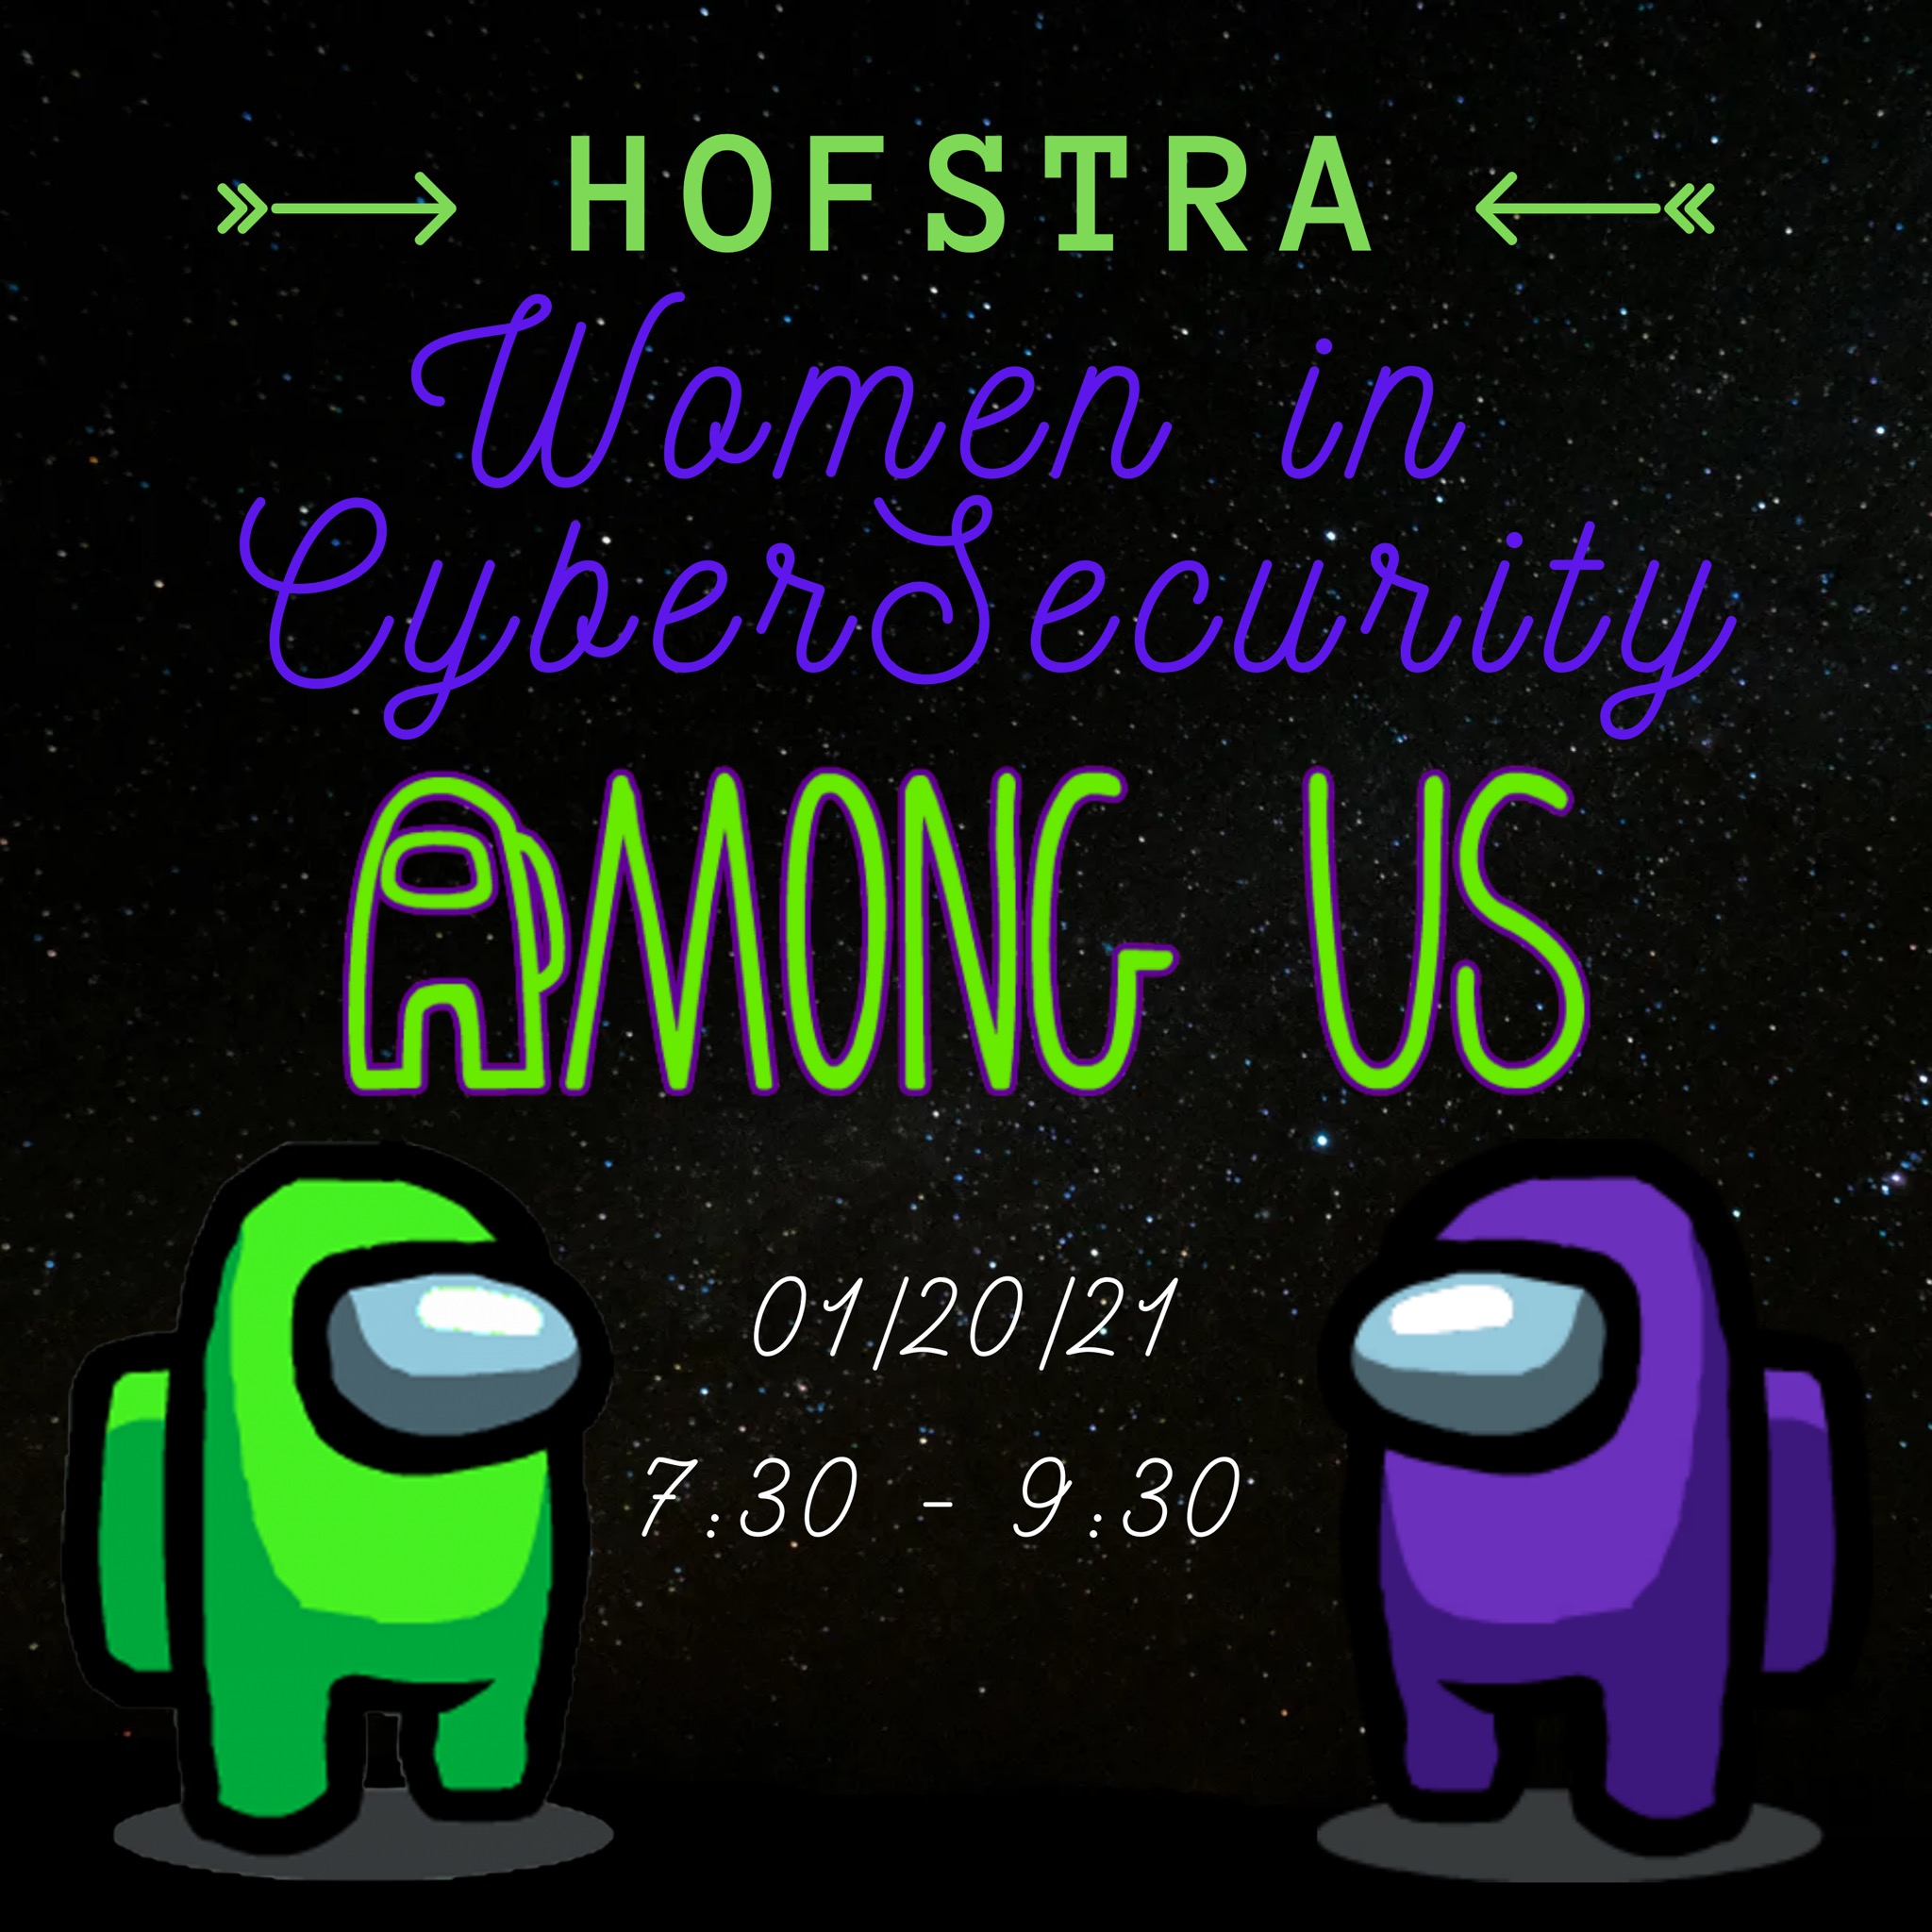 HOFSTRA
Women in
CyberSecurity
AMONG US
01/20/21
7:30 - 9:30